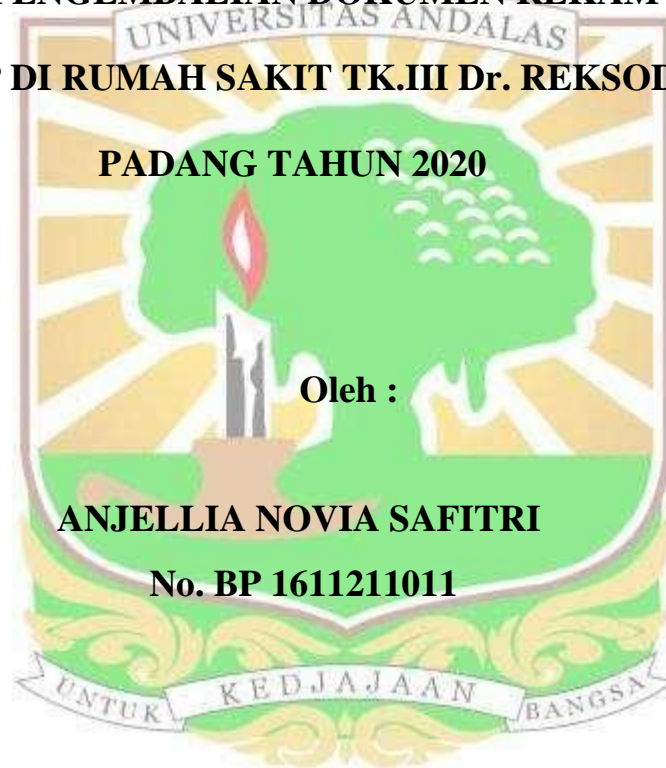 PENGEMBALIAN DOKUMEN REKAM
UNIVERSITAS ANDALAS
DI RUMAH SAKIT TK.III Dr. REKSOD
PADANG TAHUN 2020
Oleh :
ANJELLIA NOVIA SAFITRI
No. BP 1611211011
UNTUK KEDJAJAAN BANGSA